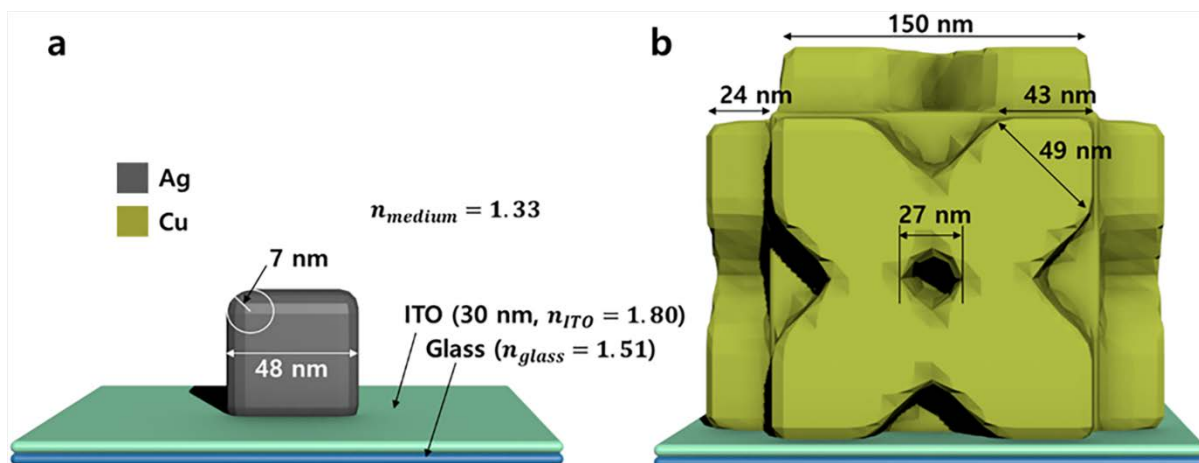 a
Ag
Cu
n_medium = 1.33
7 nm
48 nm
ITO (30 nm, n_ITO = 1.80)
Glass (n_glass = 1.51)
b
150 nm
24 nm
43 nm
49 nm
27 nm